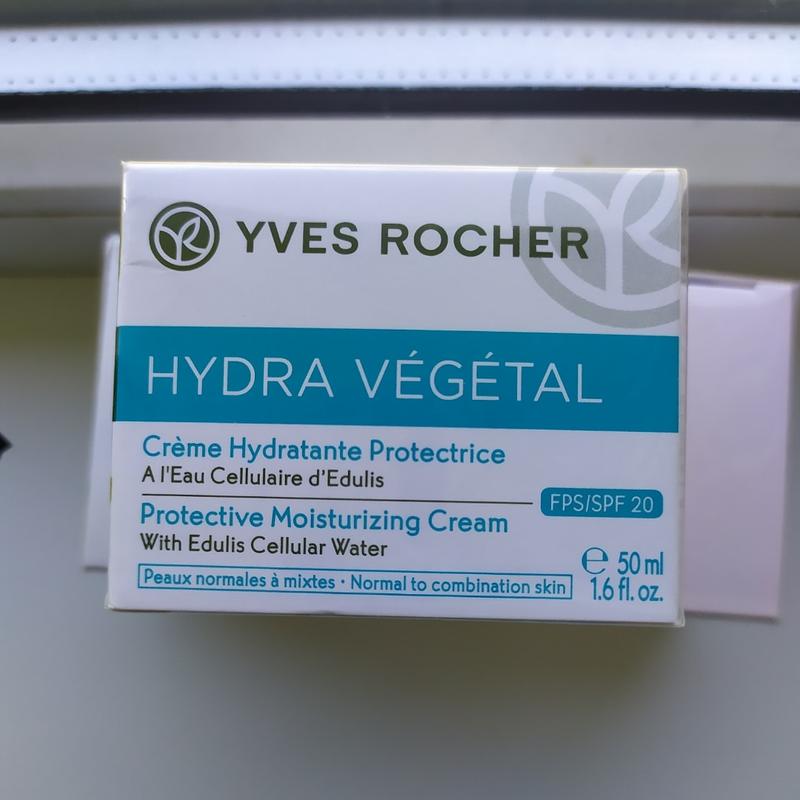 YVES ROCHER
HYDRA VÉGÉTAL
Crème Hydratante Protectrice
A l'Eau Cellulaire d'Edulis
FPS/SPF 20
Protective Moisturizing Cream
With Edulis Cellular Water
℮ 50 ml
Peaux normales à mixtes · Normal to combination skin
1.6 fl. oz.